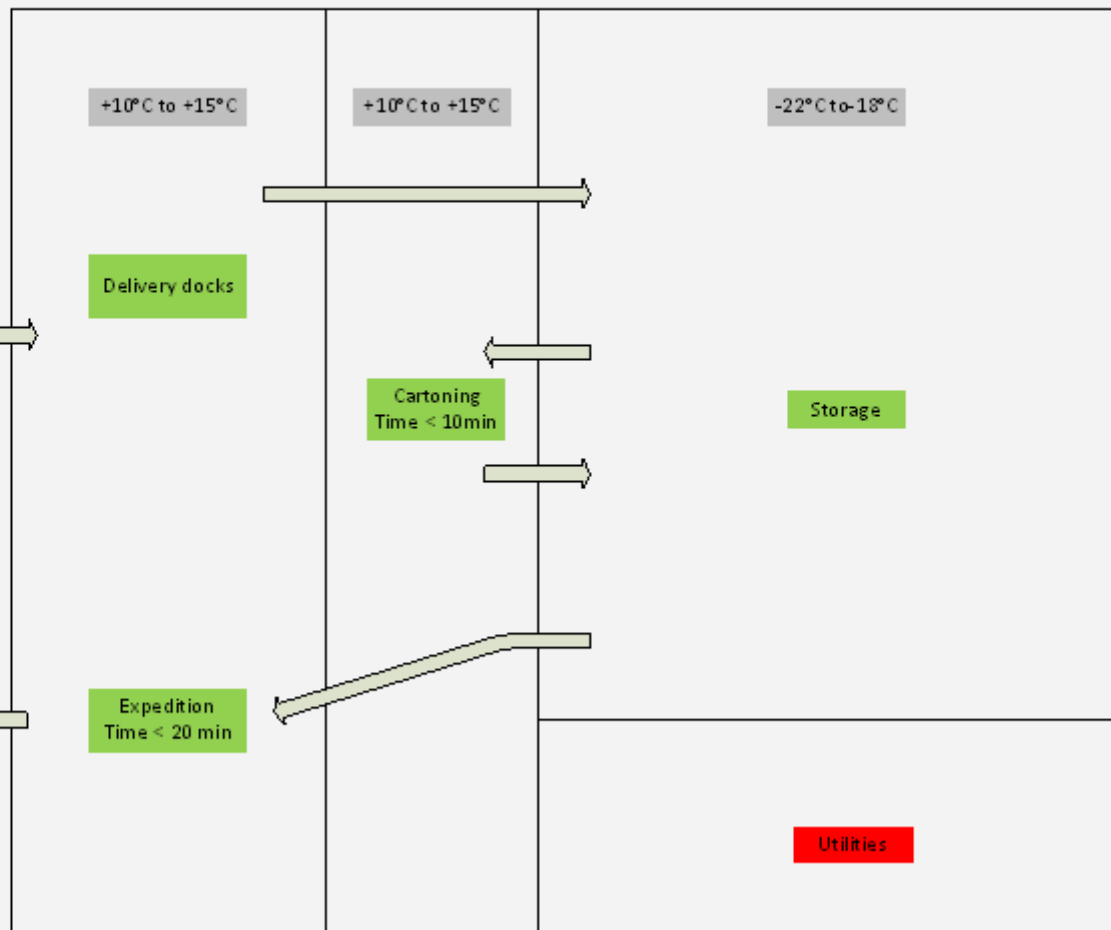 +10°C to +15°C
+10°C to +15°C
-22°C to -18°C
Delivery docks
Cartoning
Time < 10min
Storage
Expedition
Time < 20 min
Utilities